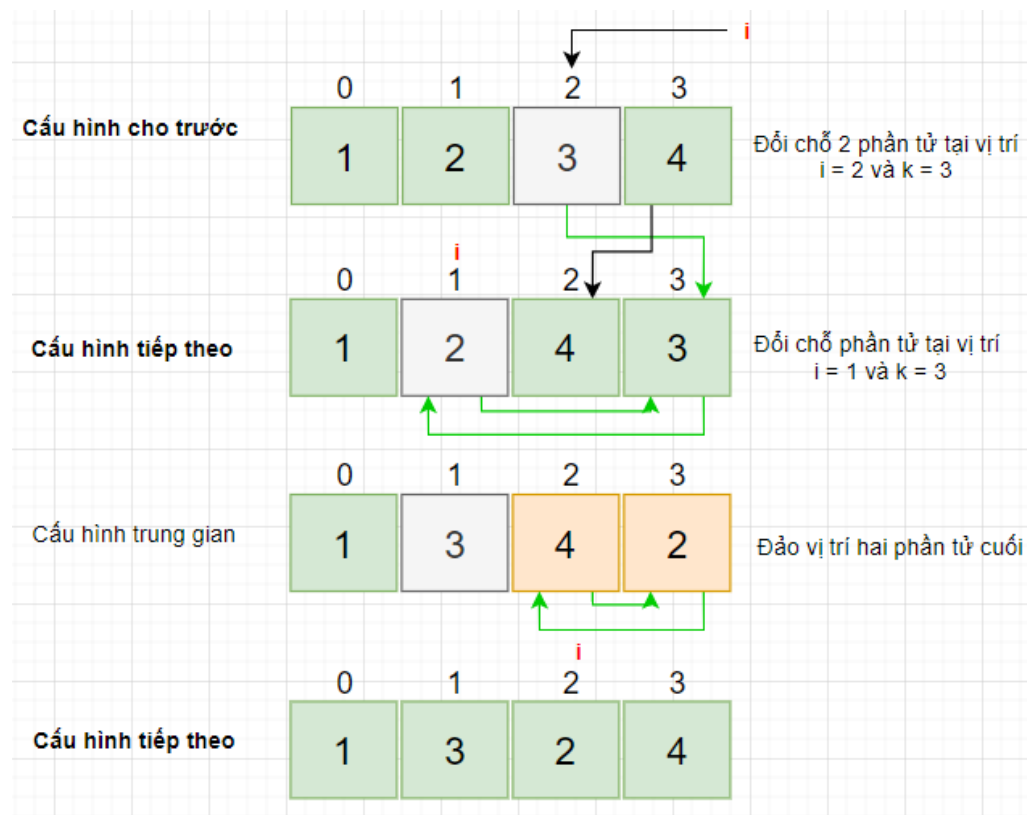 i
0 1 2 3
Cấu hình cho trước
1 2 3 4
Đổi chỗ 2 phần tử tại vị trí
i = 2 và k = 3
i
0 1 2 3
Cấu hình tiếp theo
1 2 4 3
Đổi chỗ phần tử tại vị trí
i = 1 và k = 3
0 1 2 3
Cấu hình trung gian
1 3 4 2
Đảo vị trí hai phần tử cuối
i
0 1 2 3
Cấu hình tiếp theo
1 3 2 4